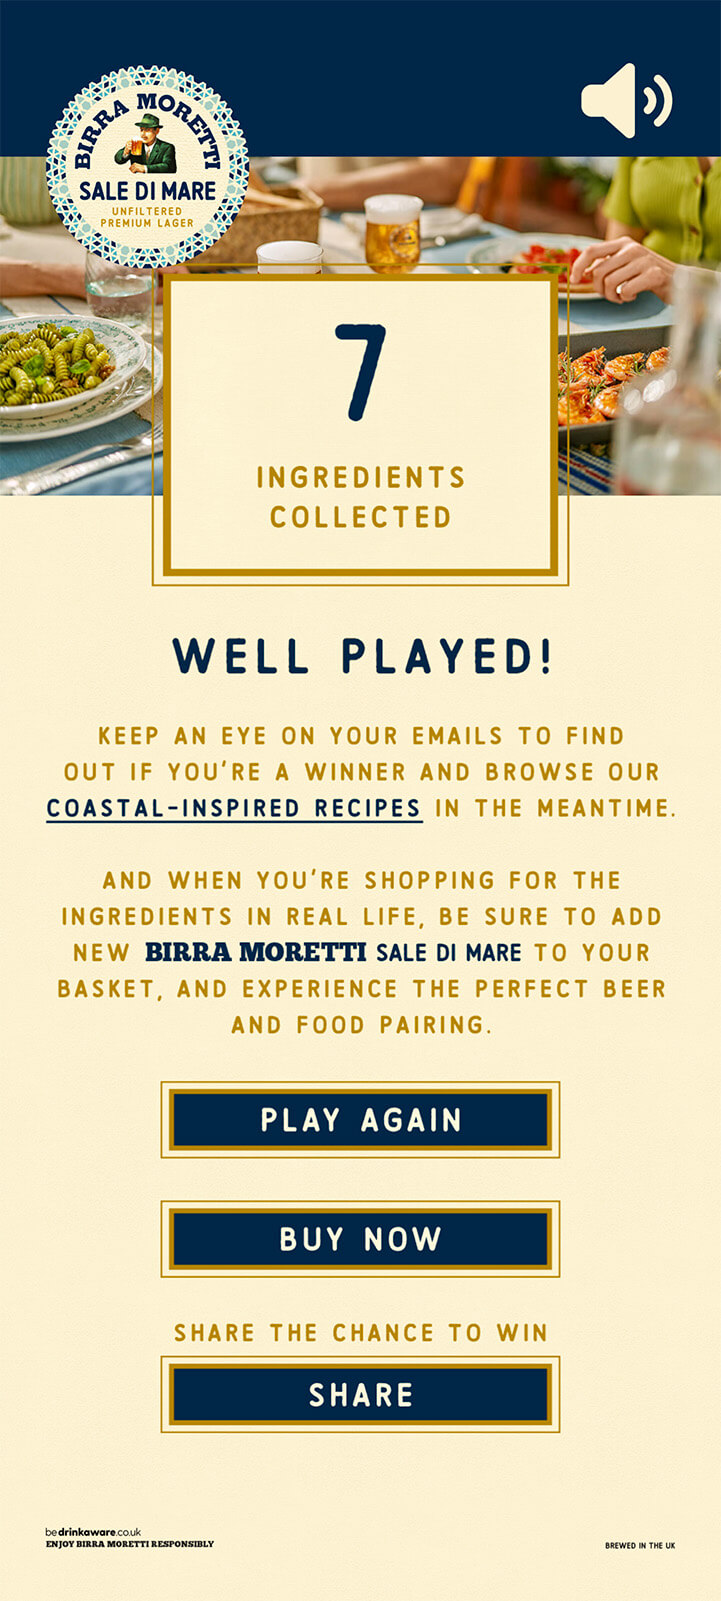 BIRRA MORETTI
SALE DI MARE
UNFILTERED
PREMIUM LAGER
7
INGREDIENTS
COLLECTED
WELL PLAYED!
KEEP AN EYE ON YOUR EMAILS TO FIND
OUT IF YOU'RE A WINNER AND BROWSE OUR
COASTAL-INSPIRED RECIPES IN THE MEANTIME.
AND WHEN YOU'RE SHOPPING FOR THE
INGREDIENTS IN REAL LIFE, BE SURE TO ADD
NEW BIRRA MORETTI SALE DI MARE TO YOUR
BASKET, AND EXPERIENCE THE PERFECT BEER
AND FOOD PAIRING.
PLAY AGAIN
BUY NOW
SHARE THE CHANCE TO WIN
SHARE
bedrinkaware.co.uk
ENJOY BIRRA MORETTI RESPONSIBLY
BREWED IN THE UK